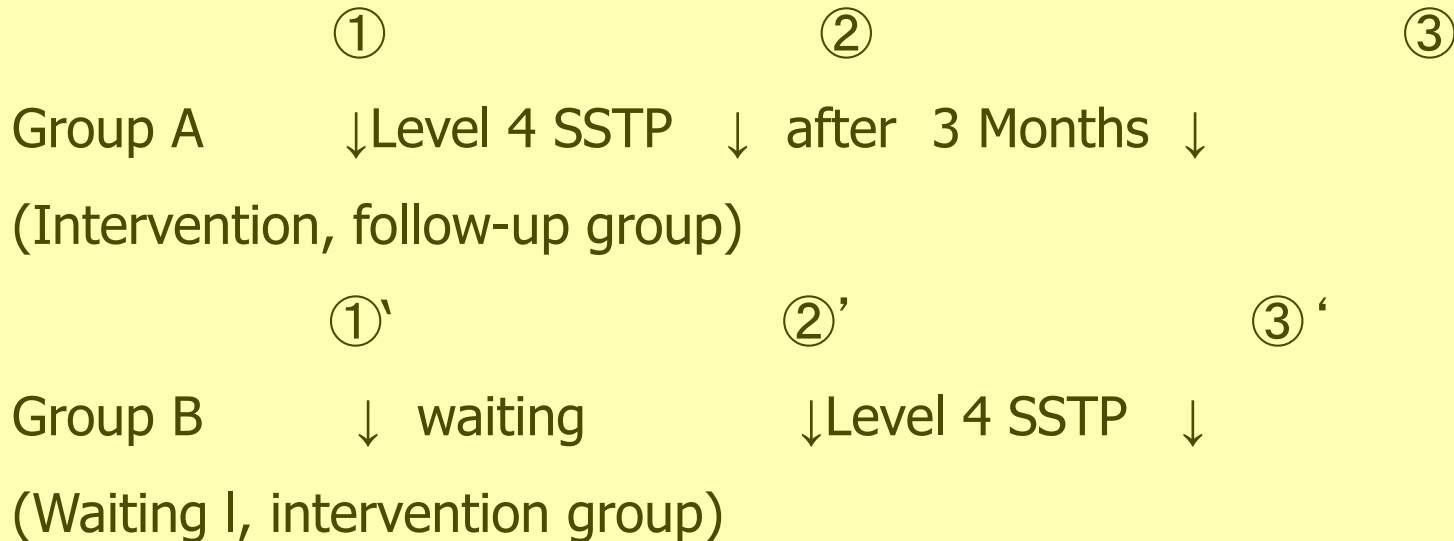 ① ② ③
Group A ↓Level 4 SSTP ↓ after 3 Months ↓
(Intervention, follow-up group)
①‵ ②’ ③ ‘
Group B ↓ waiting ↓Level 4 SSTP ↓
(Waiting l, intervention group)